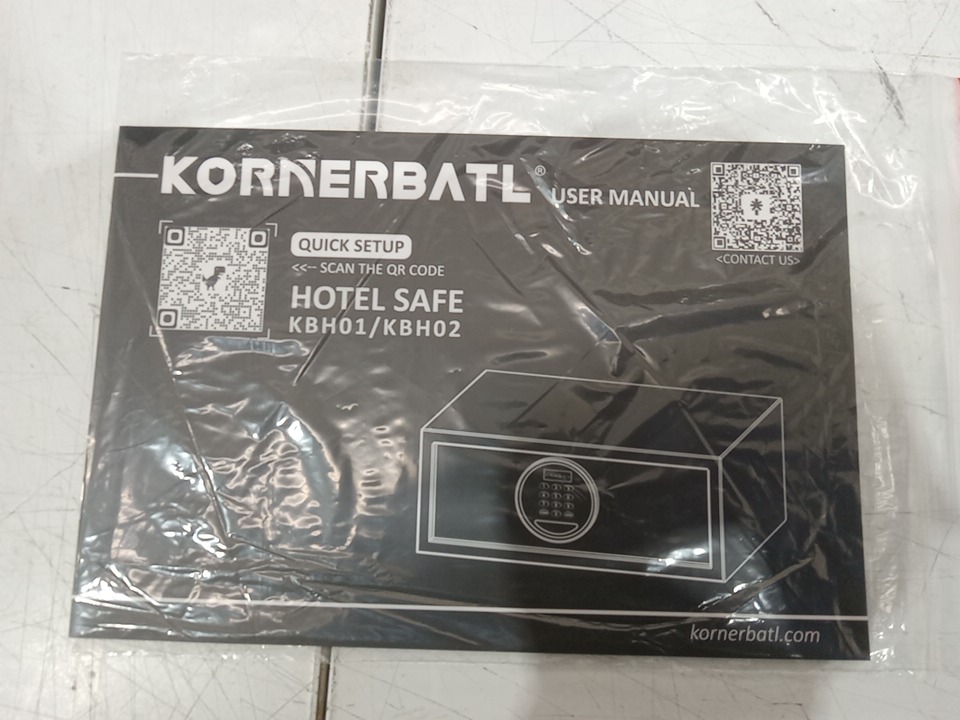 KORNERBATL® USER MANUAL
<CONTACT US>
QUICK SETUP
<<-- SCAN THE QR CODE
HOTEL SAFE
KBH01/KBH02
kornerbatl.com